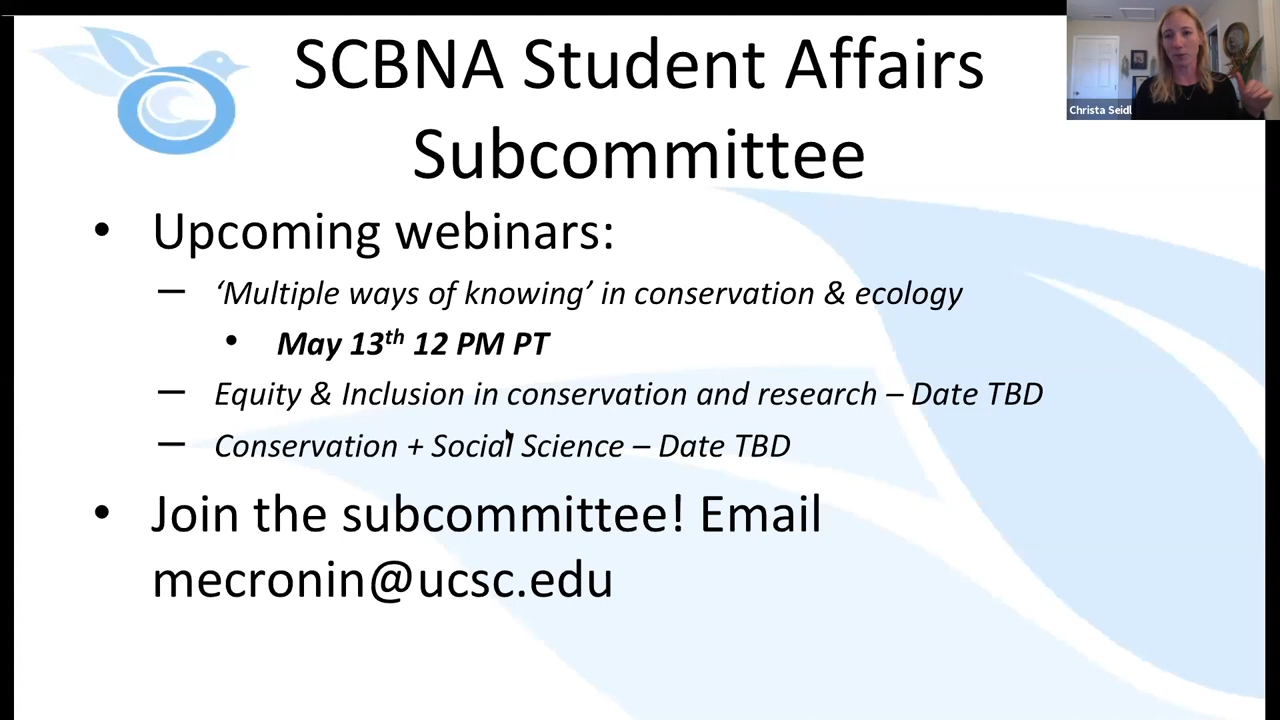 SCBNA Student Affairs
Subcommittee
Christa Seidl
• Upcoming webinars:
– ‘Multiple ways of knowing’ in conservation & ecology
• May 13th 12 PM PT
– Equity & Inclusion in conservation and research – Date TBD
– Conservation + Social Science – Date TBD
• Join the subcommittee! Email
mecronin@ucsc.edu